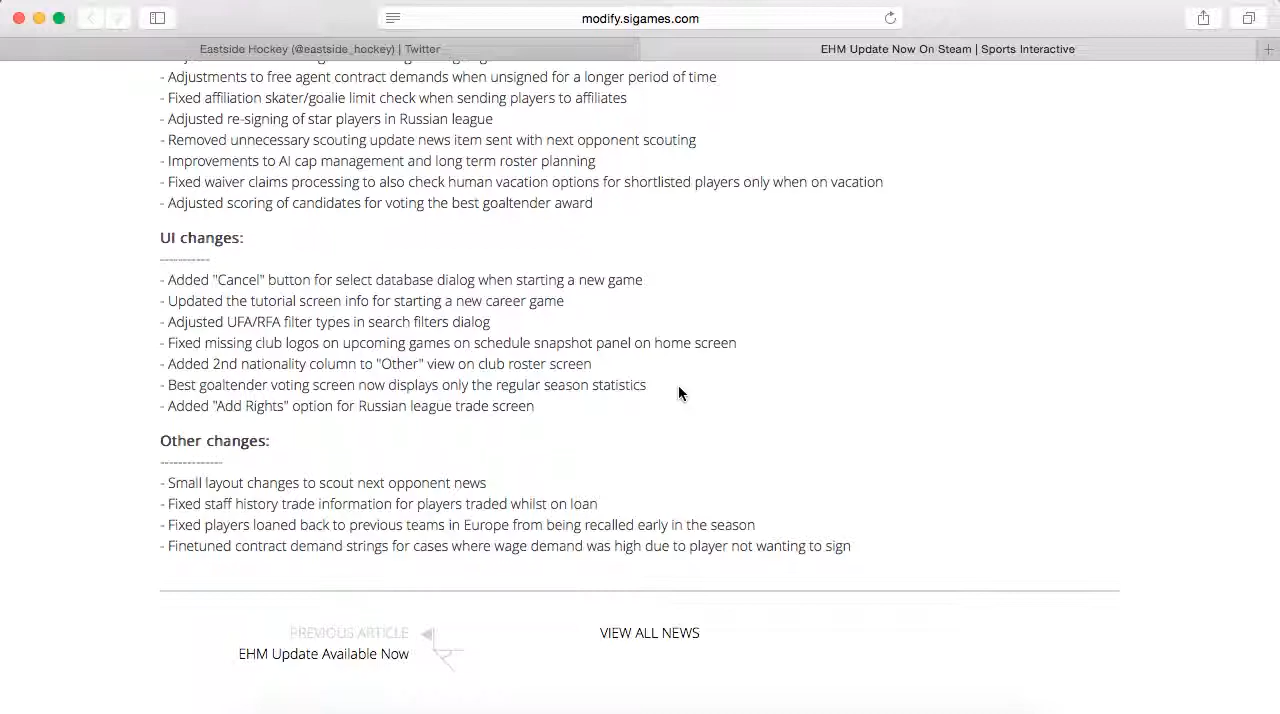 modify.sigames.com
Eastside Hockey (@eastside_hockey) | Twitter
EHM Update Now On Steam | Sports Interactive
- Adjustments to free agent contract demands when unsigned for a longer period of time
- Fixed affiliation skater/goalie limit check when sending players to affiliates
- Adjusted re-signing of star players in Russian league
- Removed unnecessary scouting update news item sent with next opponent scouting
- Improvements to AI cap management and long term roster planning
- Fixed waiver claims processing to also check human vacation options for shortlisted players only when on vacation
- Adjusted scoring of candidates for voting the best goaltender award
UI changes:
-----------
- Added "Cancel" button for select database dialog when starting a new game
- Updated the tutorial screen info for starting a new career game
- Adjusted UFA/RFA filter types in search filters dialog
- Fixed missing club logos on upcoming games on schedule snapshot panel on home screen
- Added 2nd nationality column to "Other" view on club roster screen
- Best goaltender voting screen now displays only the regular season statistics
- Added "Add Rights" option for Russian league trade screen
Other changes:
--------------
- Small layout changes to scout next opponent news
- Fixed staff history trade information for players traded whilst on loan
- Fixed players loaned back to previous teams in Europe from being recalled early in the season
- Finetuned contract demand strings for cases where wage demand was high due to player not wanting to sign
PREVIOUS ARTICLE
EHM Update Available Now
VIEW ALL NEWS